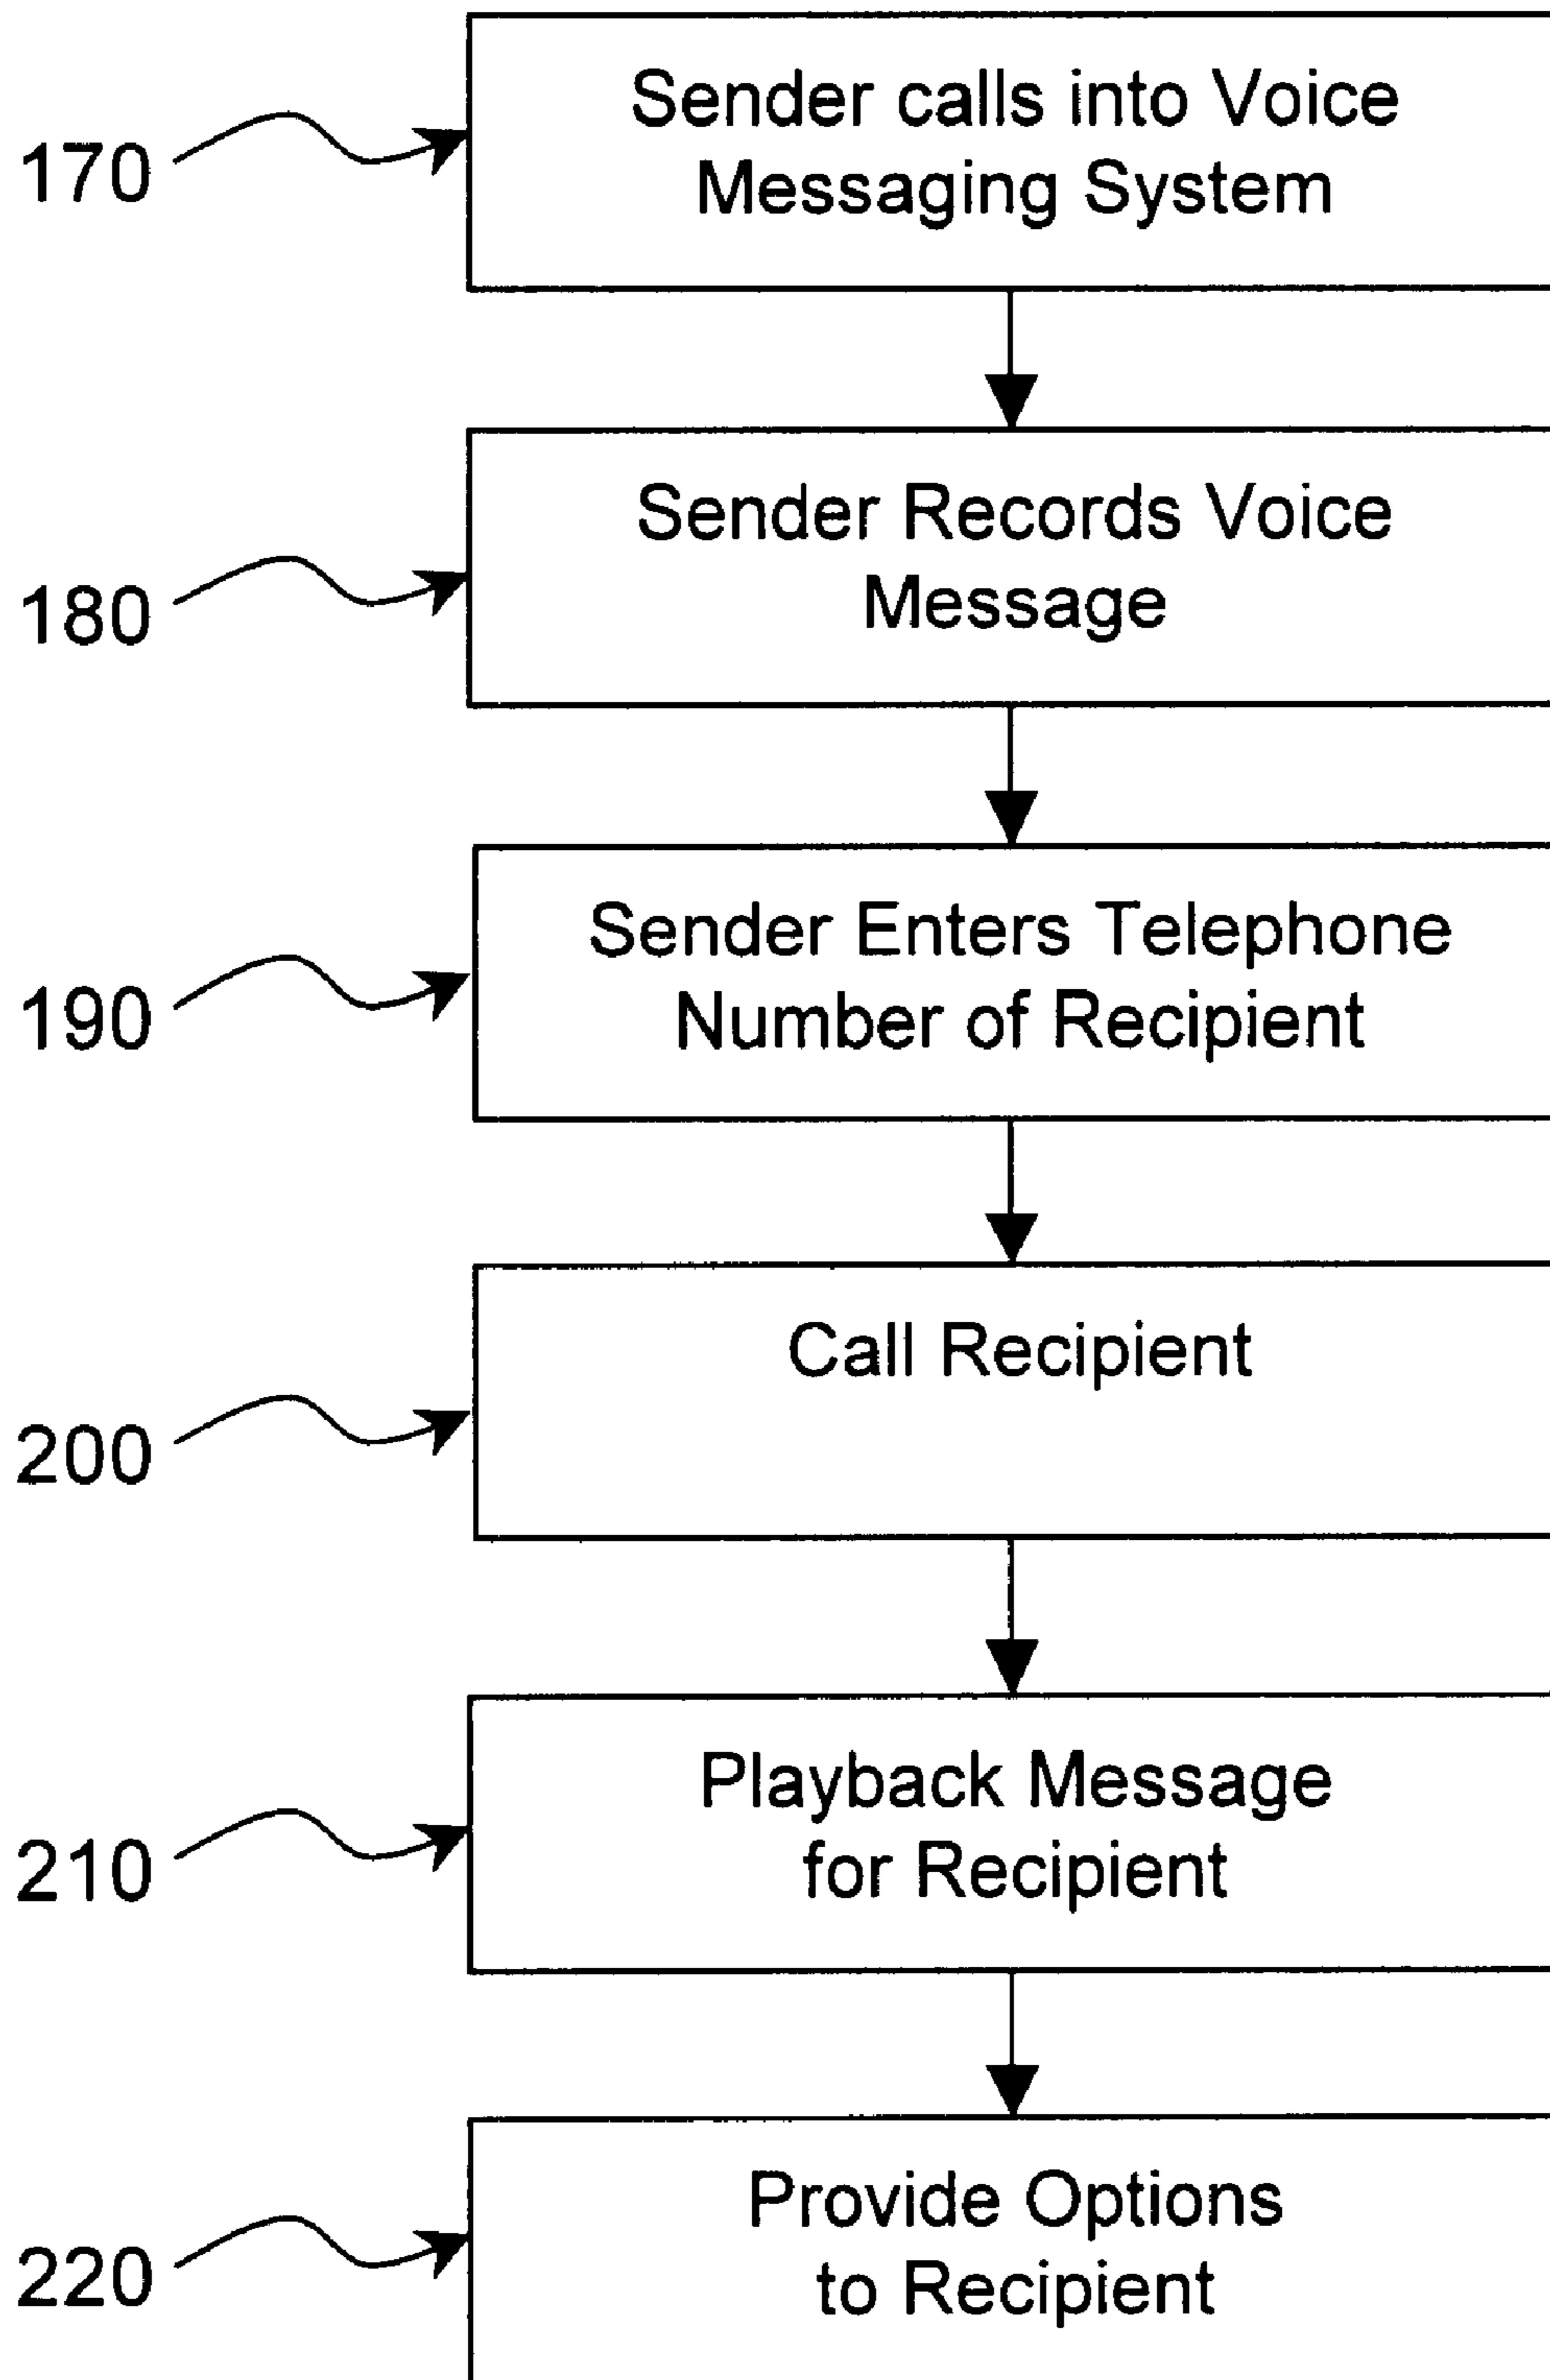 170
Sender calls into Voice
Messaging System
180
Sender Records Voice
Message
190
Sender Enters Telephone
Number of Recipient
200
Call Recipient
210
Playback Message
for Recipient
220
Provide Options
to Recipient